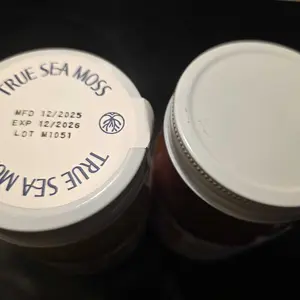 TRUE SEA MOSS
MFD 12/2025
EXP 12/2026
LOT M1051
TRUE SEA MO